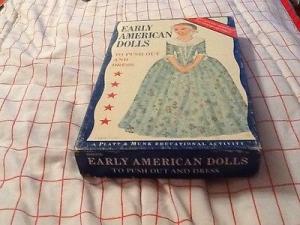 EARLY
AMERICAN
DOLLS
TO PUSH OUT
AND
DRESS
A PLATT & MUNK EDUCATIONAL ACTIVITY
EARLY AMERICAN DOLLS
TO PUSH OUT AND DRESS